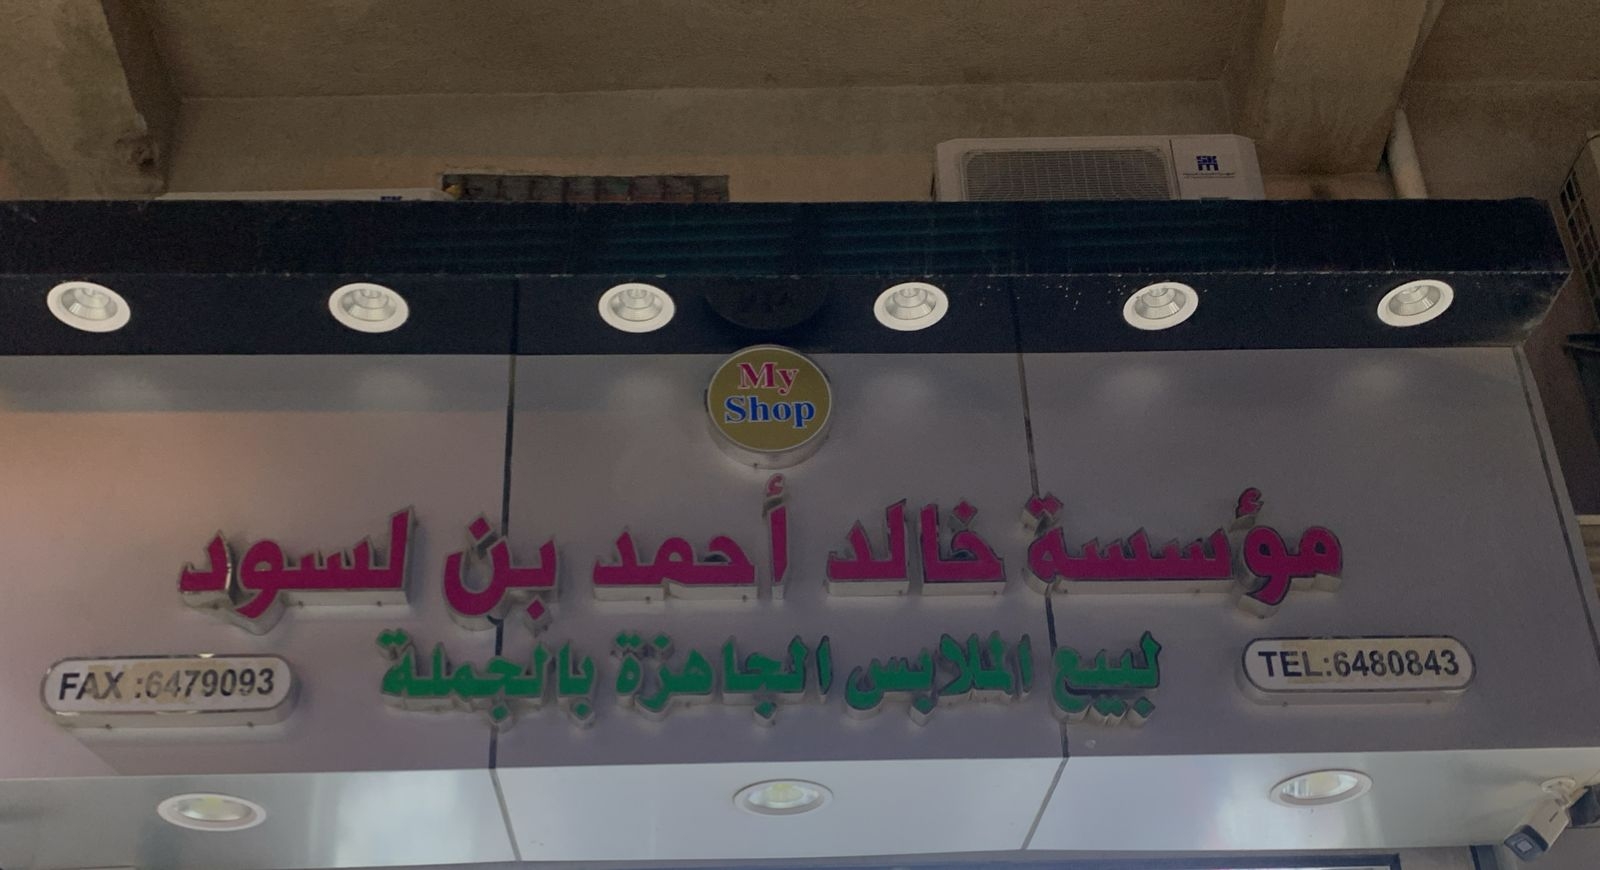 My
Shop
مؤسسة خالد أحمد بن لسود
لبيع الملابس الجاهزة بالجملة
TEL:6480843
FAX :6479093